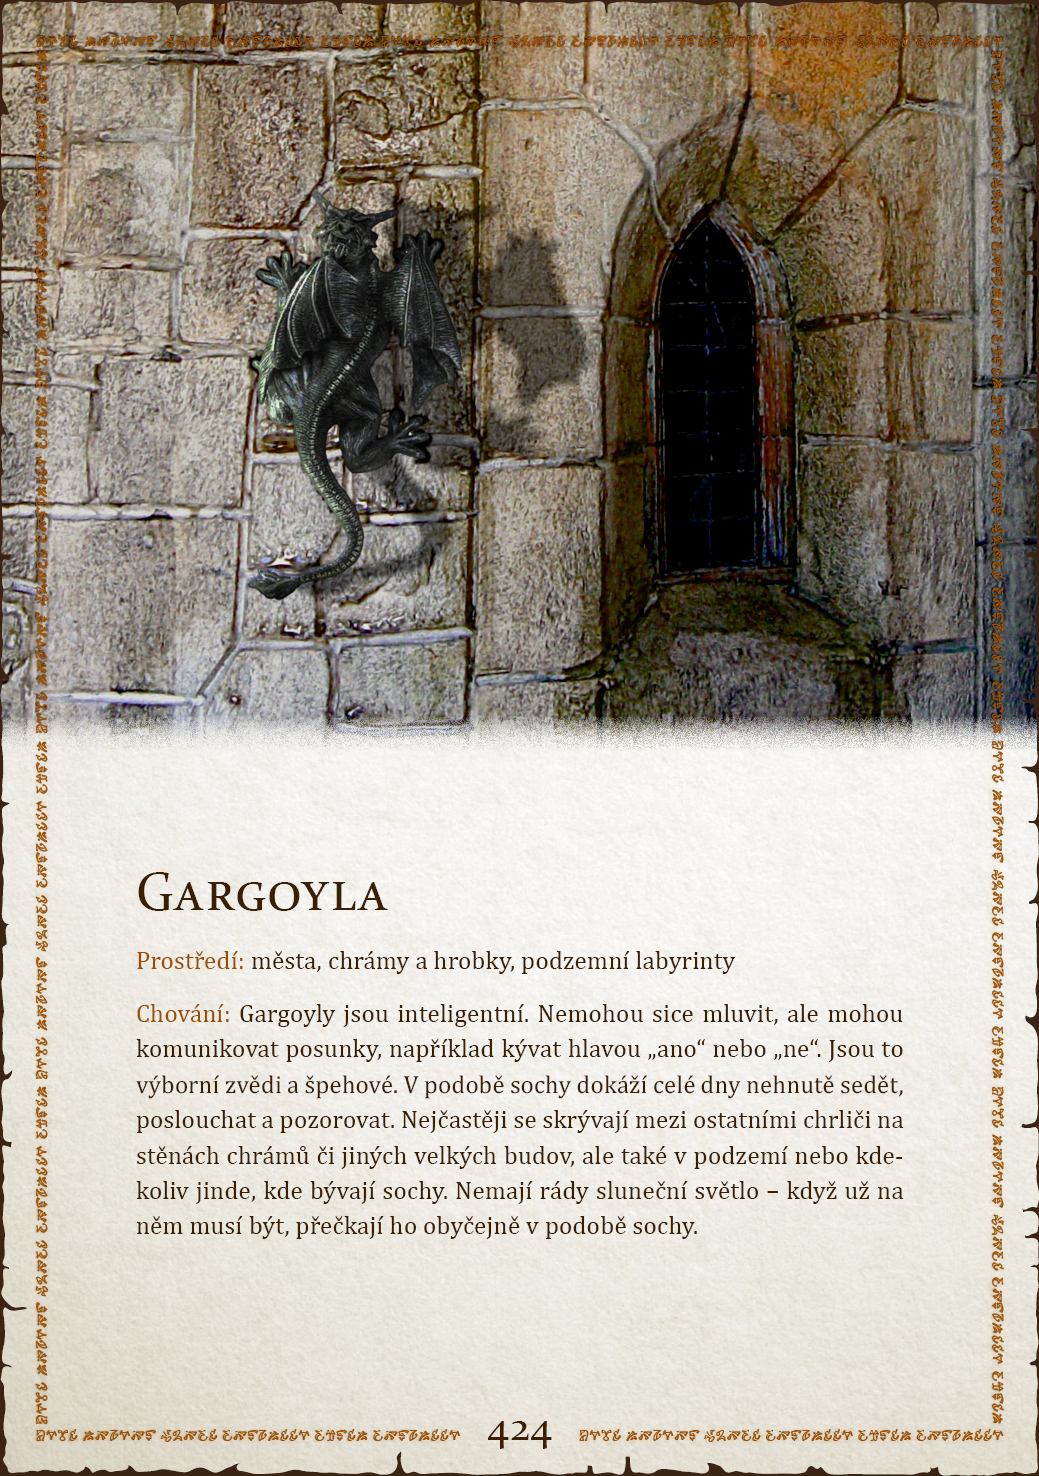 Gargoyla
Prostředí: města, chrámy a hrobky, podzemní labyrinty
Chování: Gargoyly jsou inteligentní. Nemohou sice mluvit, ale mohou
komunikovat posunky, například kývat hlavou „ano“ nebo „ne“. Jsou to
výborní zvědi a špehové. V podobě sochy dokáží celé dny nehnutě sedět,
poslouchat a pozorovat. Nejčastěji se skrývají mezi ostatními chrliči na
stěnách chrámů či jiných velkých budov, ale také v podzemí nebo kde-
koliv jinde, kde bývají sochy. Nemají rády sluneční světlo – když už na
něm musí být, přečkají ho obyčejně v podobě sochy.
424